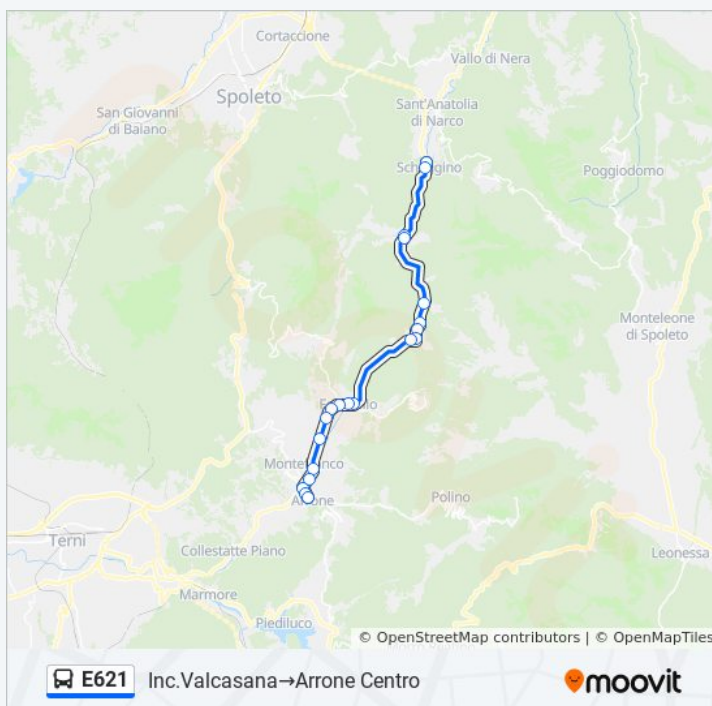 Cortaccione
Vallo di Nera
Spoleto
Sant'Anatolia
di Narco
San Giovanni
di Baiano
Poggiodomo
Monteleone
di Spoleto
Polino
Arrone
Terni
Collestatte Piano
Leonessa
Marmore
Piediluco
© OpenStreetMap contributors | © OpenMapTiles
E621 Inc.Valcasana→Arrone Centro
moovit